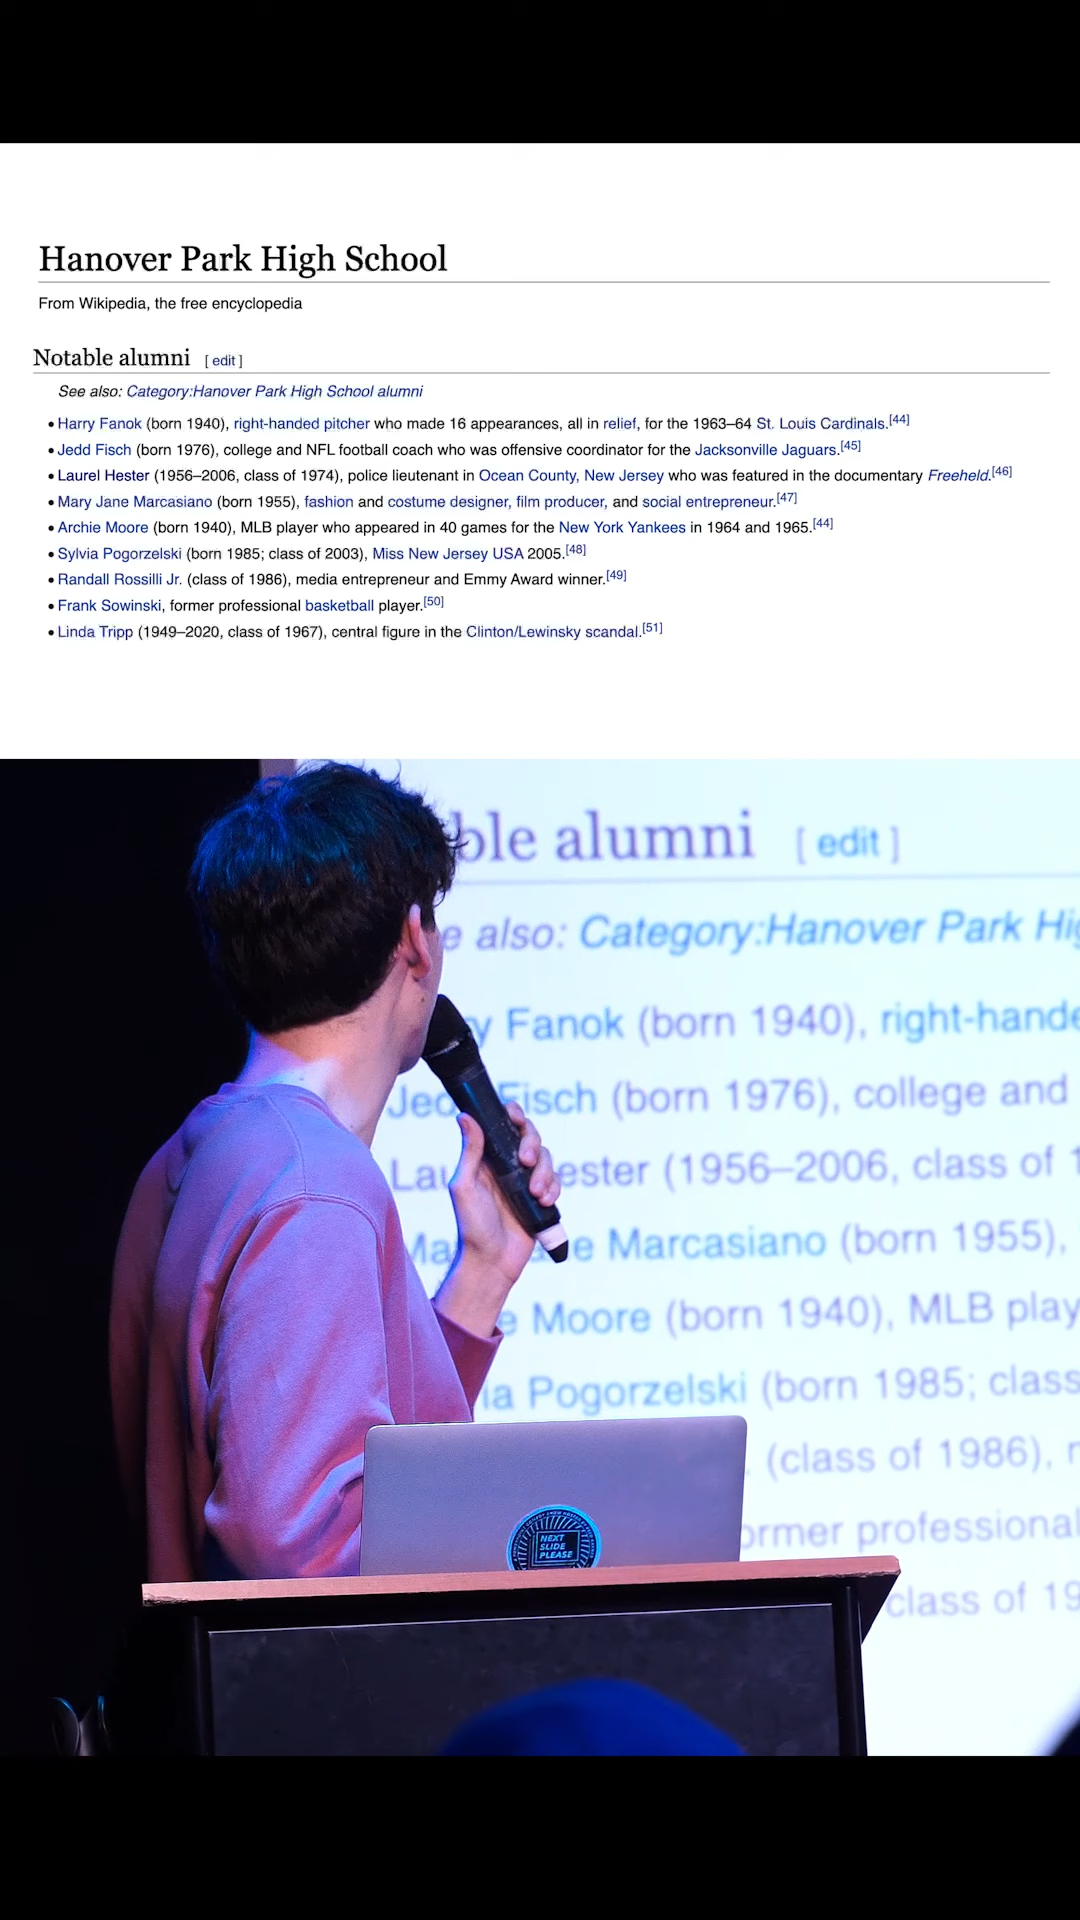 Hanover Park High School
From Wikipedia, the free encyclopedia
Notable alumni [ edit ]
See also: Category:Hanover Park High School alumni
• Harry Fanok (born 1940), right-handed pitcher who made 16 appearances, all in relief, for the 1963–64 St. Louis Cardinals.[44]
• Jedd Fisch (born 1976), college and NFL football coach who was offensive coordinator for the Jacksonville Jaguars.[45]
• Laurel Hester (1956–2006, class of 1974), police lieutenant in Ocean County, New Jersey who was featured in the documentary Freeheld.[46]
• Mary Jane Marcasiano (born 1955), fashion and costume designer, film producer, and social entrepreneur.[47]
• Archie Moore (born 1940), MLB player who appeared in 40 games for the New York Yankees in 1964 and 1965.[44]
• Sylvia Pogorzelski (born 1985; class of 2003), Miss New Jersey USA 2005.[48]
• Randall Rossilli Jr. (class of 1986), media entrepreneur and Emmy Award winner.[49]
• Frank Sowinski, former professional basketball player.[50]
• Linda Tripp (1949–2020, class of 1967), central figure in the Clinton/Lewinsky scandal.[51]
ble alumni [ edit ]
e also: Category:Hanover Park Hig
y Fanok (born 1940), right-hande
Jed Fisch (born 1976), college and
Lau ester (1956–2006, class of 1
Ma e Marcasiano (born 1955),
e Moore (born 1940), MLB play
ia Pogorzelski (born 1985; class
. (class of 1986), r
ormer professional
class of 19
NEXT
SLIDE
PLEASE